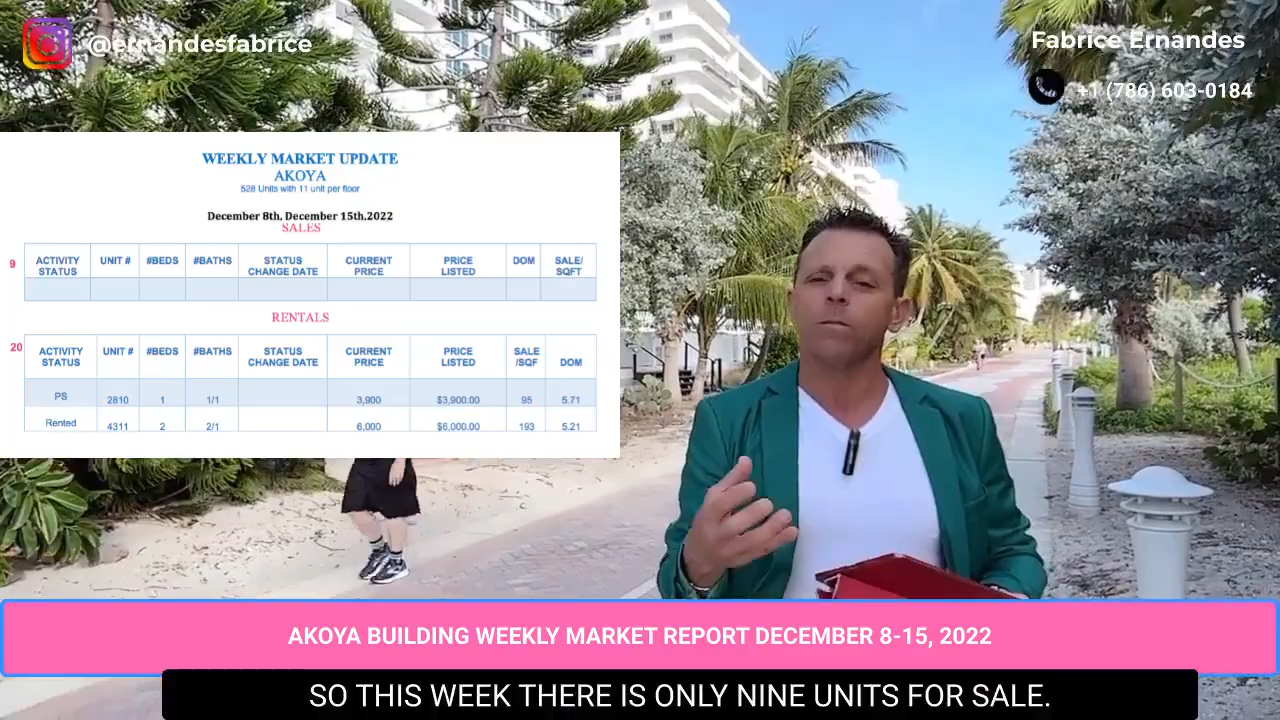 @ernandesfabrice
Fabrice Ernandes
+1 (786) 603-0184
WEEKLY MARKET UPDATE
AKOYA
528 Units with 11 unit per floor
December 8th, December 15th,2022
SALES
9
ACTIVITY STATUS UNIT # #BEDS #BATHS STATUS CHANGE DATE CURRENT PRICE PRICE LISTED DOM SALE/ SQFT
RENTALS
20
ACTIVITY STATUS UNIT # #BEDS #BATHS STATUS CHANGE DATE CURRENT PRICE PRICE LISTED SALE /SQF DOM
PS 2810 1 1/1 3,900 $3,900.00 95 5.71
Rented 4311 2 2/1 6,000 $6,000.00 193 5.21
AKOYA BUILDING WEEKLY MARKET REPORT DECEMBER 8-15, 2022
SO THIS WEEK THERE IS ONLY NINE UNITS FOR SALE.